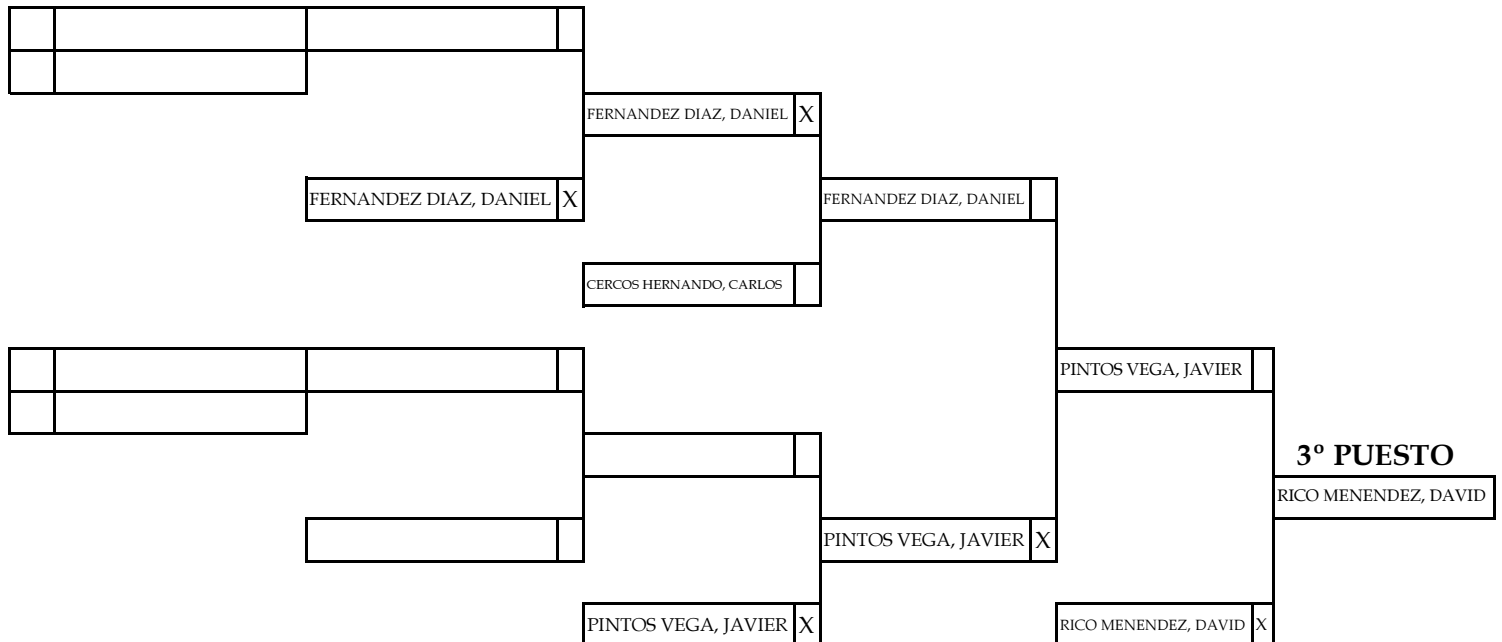 FERNANDEZ DIAZ, DANIEL X
FERNANDEZ DIAZ, DANIEL X
FERNANDEZ DIAZ, DANIEL
CERCOS HERNANDO, CARLOS
PINTOS VEGA, JAVIER
3º PUESTO
RICO MENENDEZ, DAVID
PINTOS VEGA, JAVIER X
PINTOS VEGA, JAVIER X
RICO MENENDEZ, DAVID X